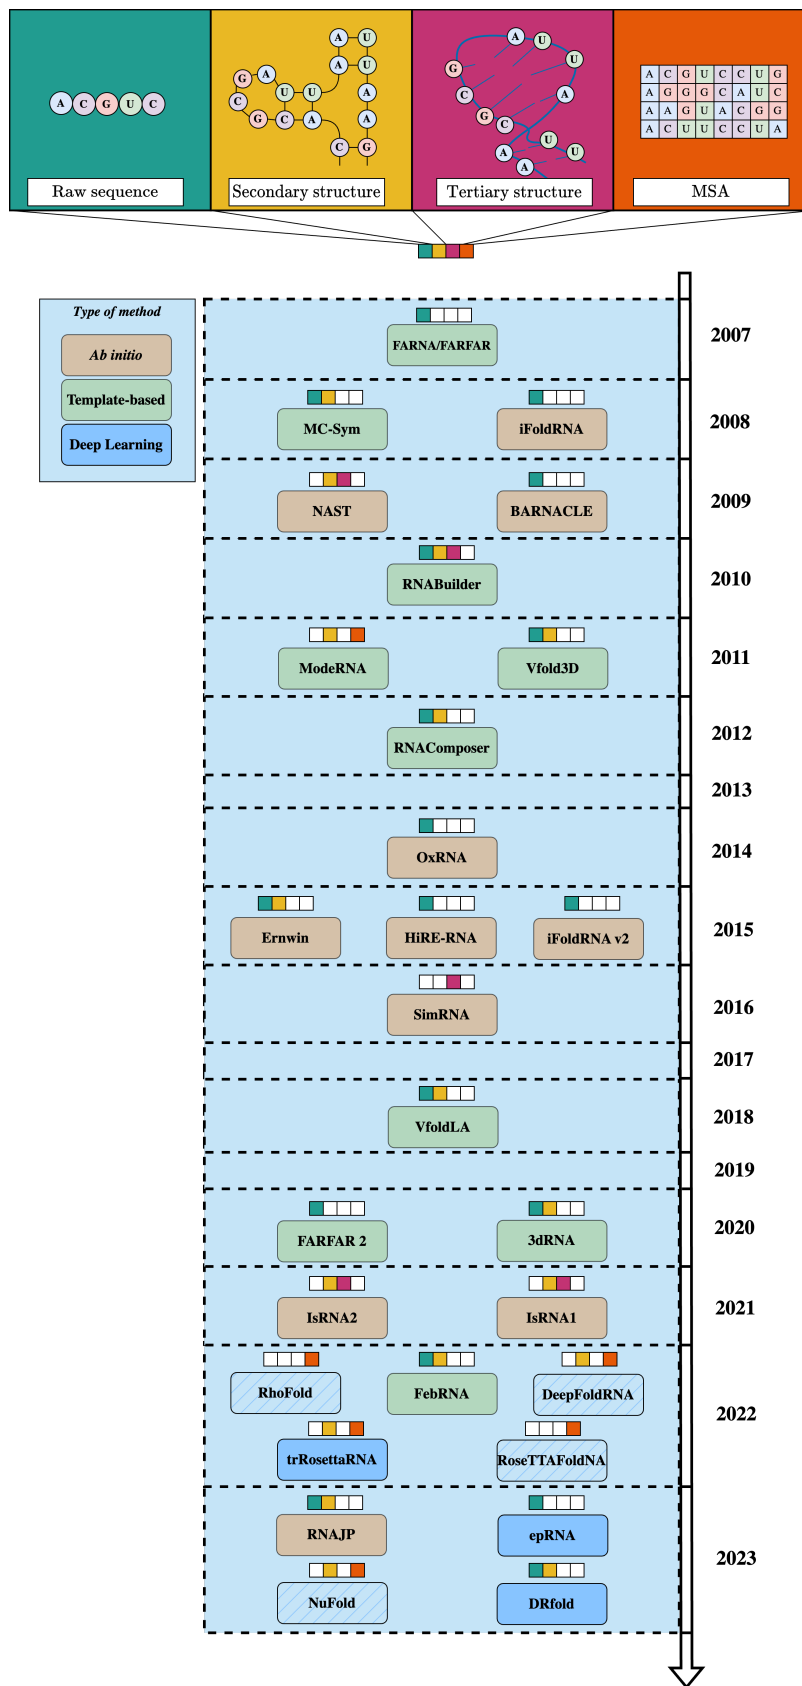 A C G U C
A U
A U
G A U U A
C G C A A
C G
A U U
G C A
G C U U
A A
A C G U C C U G
A G G G C A U C
A A G U A C G G
A C U U C C U A
Raw sequence
Secondary structure
Tertiary structure
MSA
Type of method
Ab initio
Template-based
Deep Learning
FARNA/FARFAR
2007
MC-Sym
iFoldRNA
2008
NAST
BARNACLE
2009
RNABuilder
2010
ModeRNA
Vfold3D
2011
RNAComposer
2012
2013
OxRNA
2014
Ernwin
HiRE-RNA
iFoldRNA v2
2015
SimRNA
2016
2017
VfoldLA
2018
2019
FARFAR 2
3dRNA
2020
IsRNA2
IsRNA1
2021
RhoFold
FebRNA
DeepFoldRNA
2022
trRosettaRNA
RoseTTAFoldNA
RNAJP
epRNA
2023
NuFold
DRfold